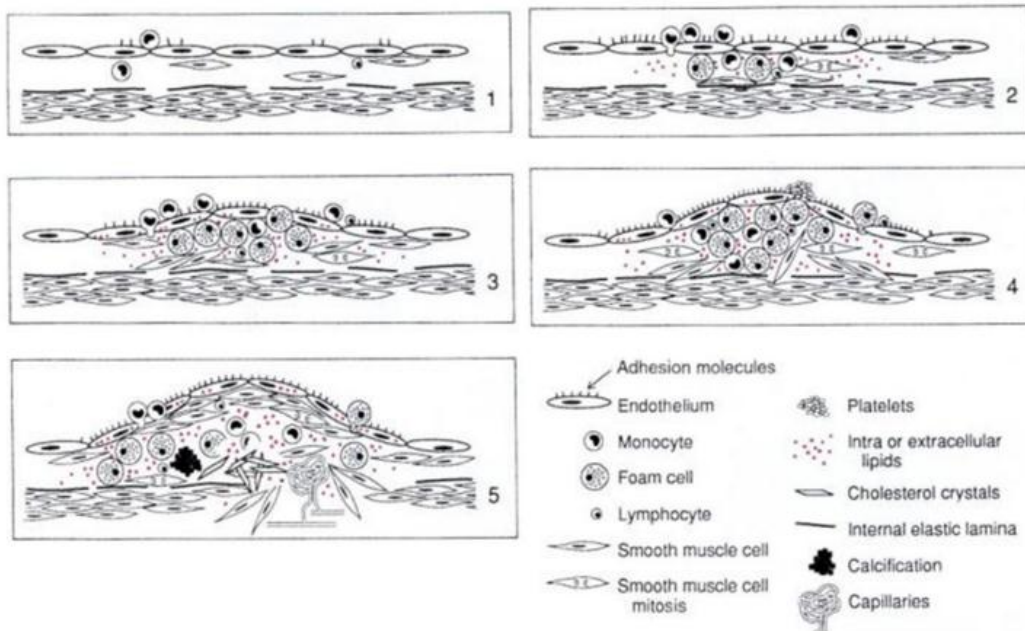 1
2
3
4
5
Adhesion molecules
Endothelium
Monocyte
Foam cell
Lymphocyte
Smooth muscle cell
Smooth muscle cell
mitosis
Platelets
Intra or extracellular
lipids
Cholesterol crystals
Internal elastic lamina
Calcification
Capillaries